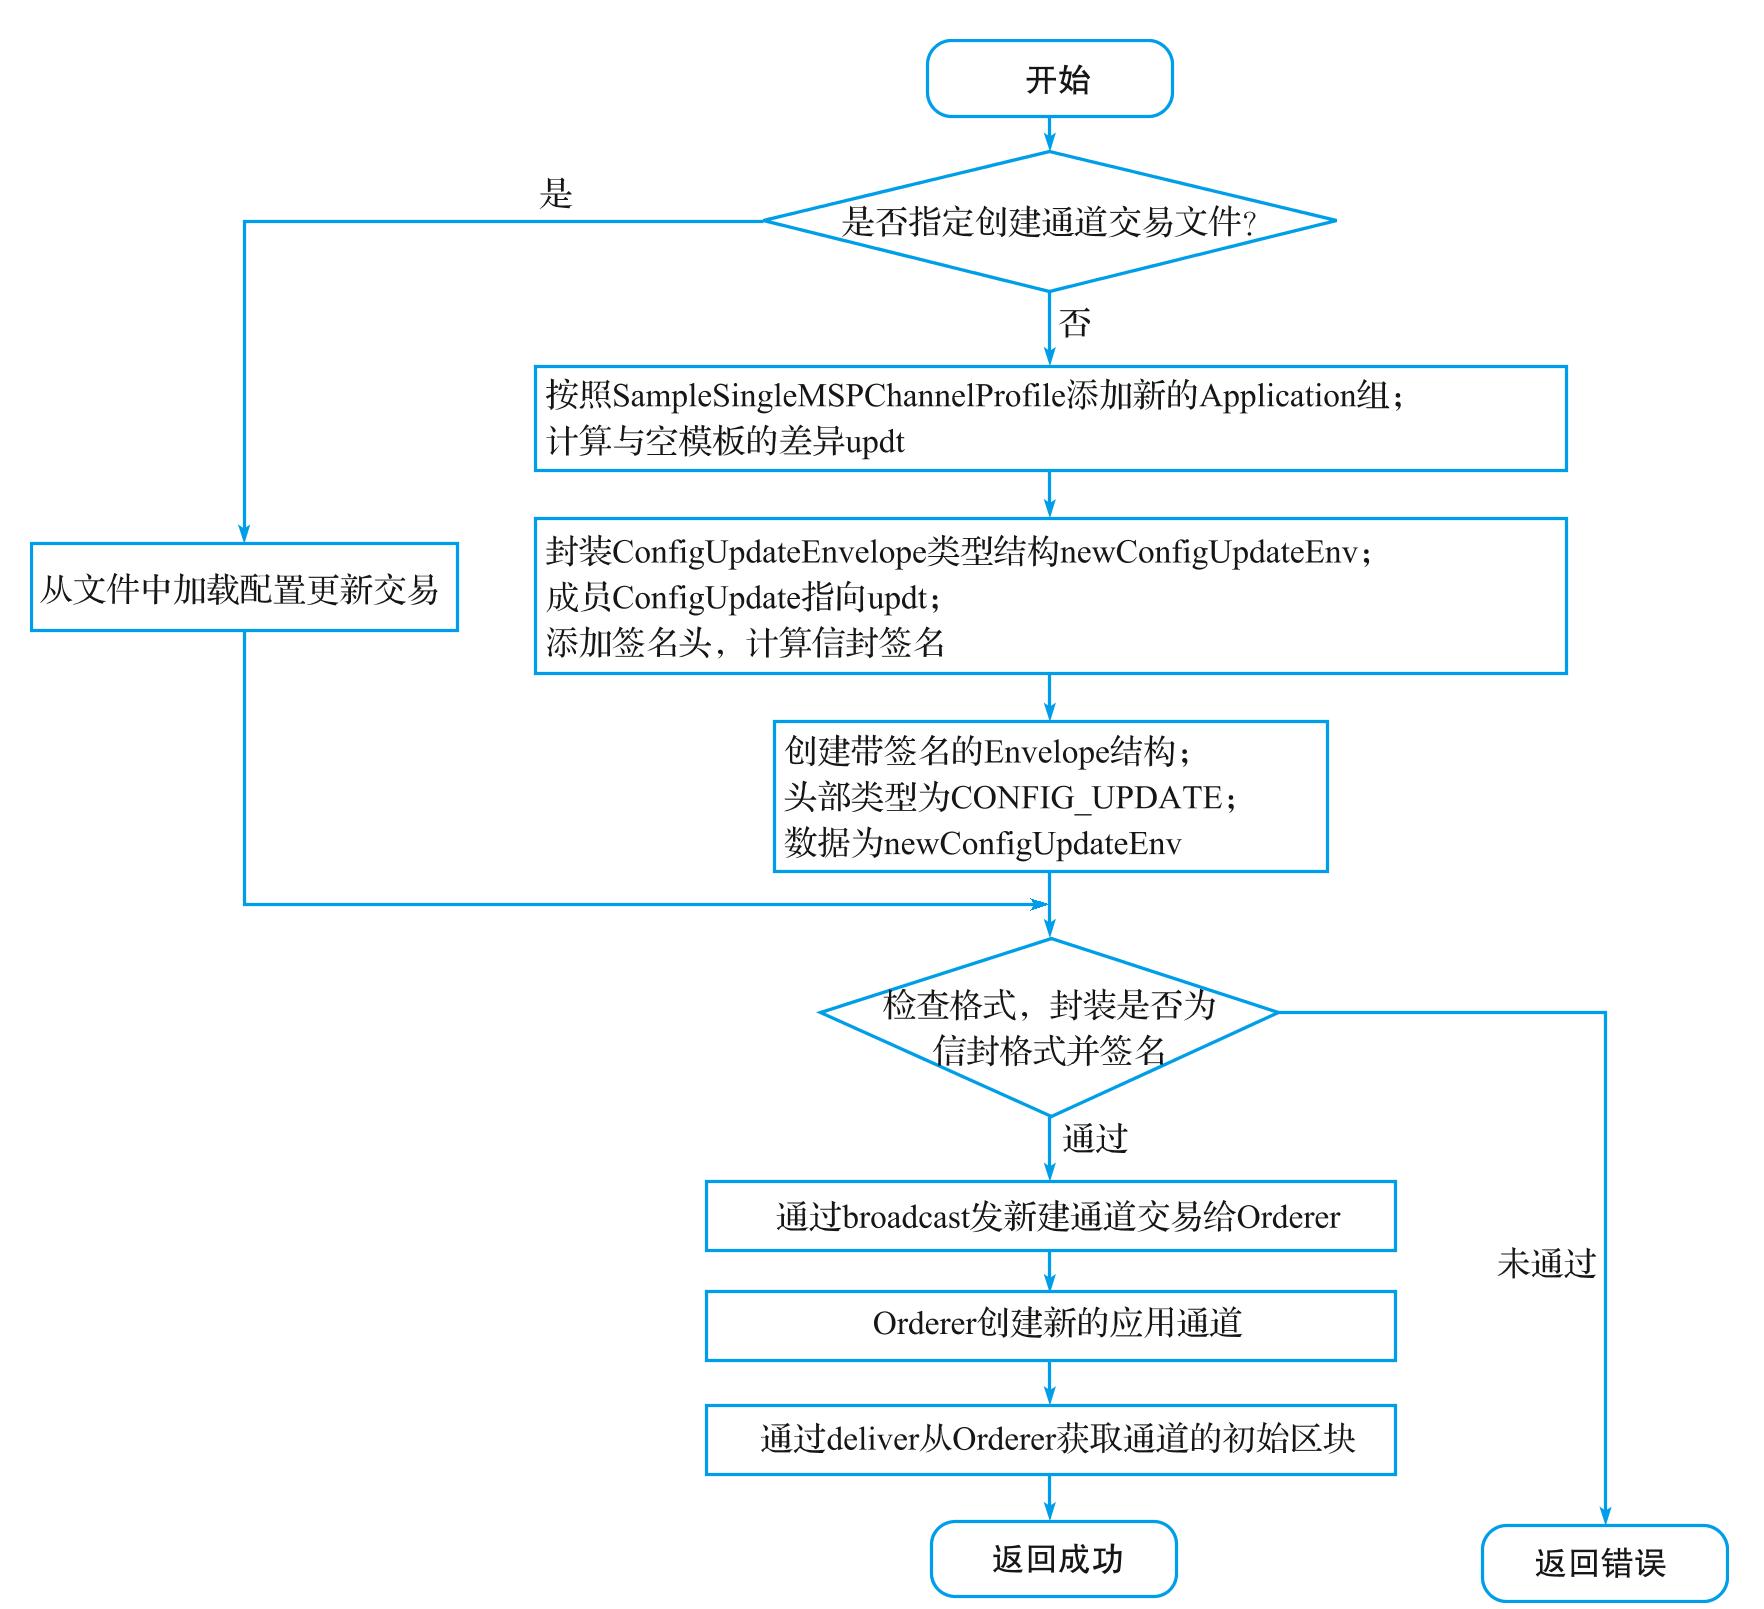 开始
是
是否指定创建通道交易文件？
否
按照SampleSingleMSPChannelProfile添加新的Application组；
计算与空模板的差异updt
封装ConfigUpdateEnvelope类型结构newConfigUpdateEnv；
成员ConfigUpdate指向updt；
添加签名头，计算信封签名
从文件中加载配置更新交易
创建带签名的Envelope结构；
头部类型为CONFIG_UPDATE；
数据为newConfigUpdateEnv
检查格式，封装是否为
信封格式并签名
通过
通过broadcast发新建通道交易给Orderer
未通过
Orderer创建新的应用通道
通过deliver从Orderer获取通道的初始区块
返回成功
返回错误